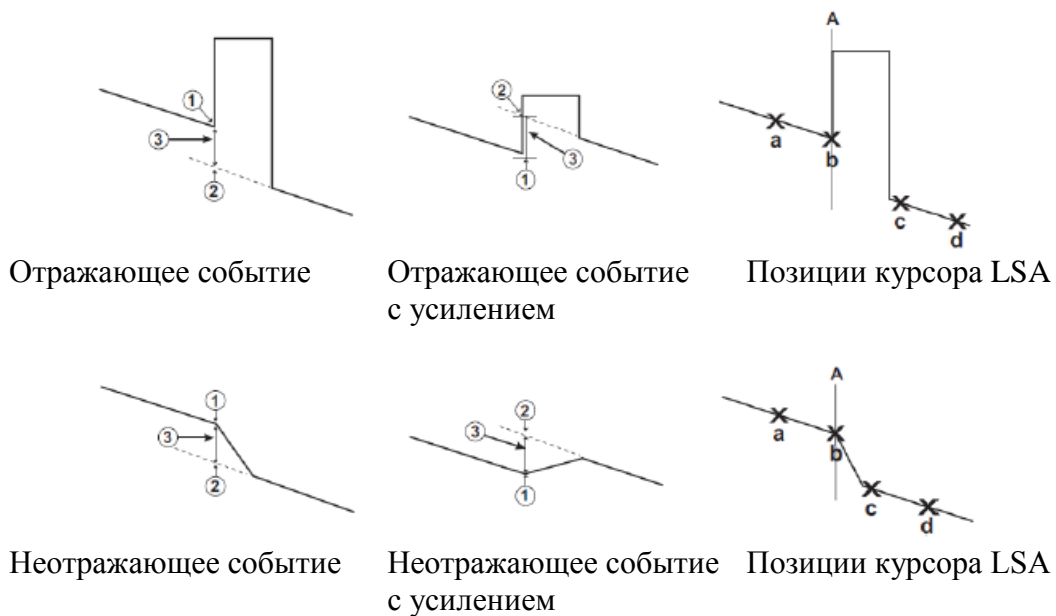 A
1
3
2
2
3
1
a
b
c
d
Отражающее событие
Отражающее событие
с усилением
Позиции курсора LSA
A
1
3
2
2
3
1
a
b
c
d
Неотражающее событие
Неотражающее событие
с усилением
Позиции курсора LSA